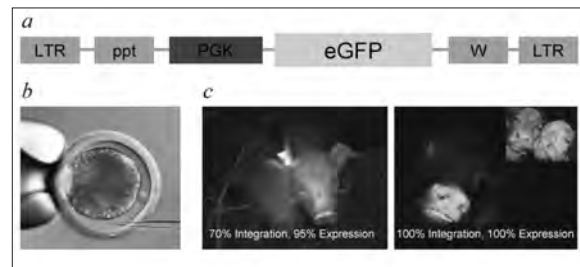 a
LTR ppt PGK eGFP W LTR
b c
70% Integration, 95% Expression 100% Integration, 100% Expression